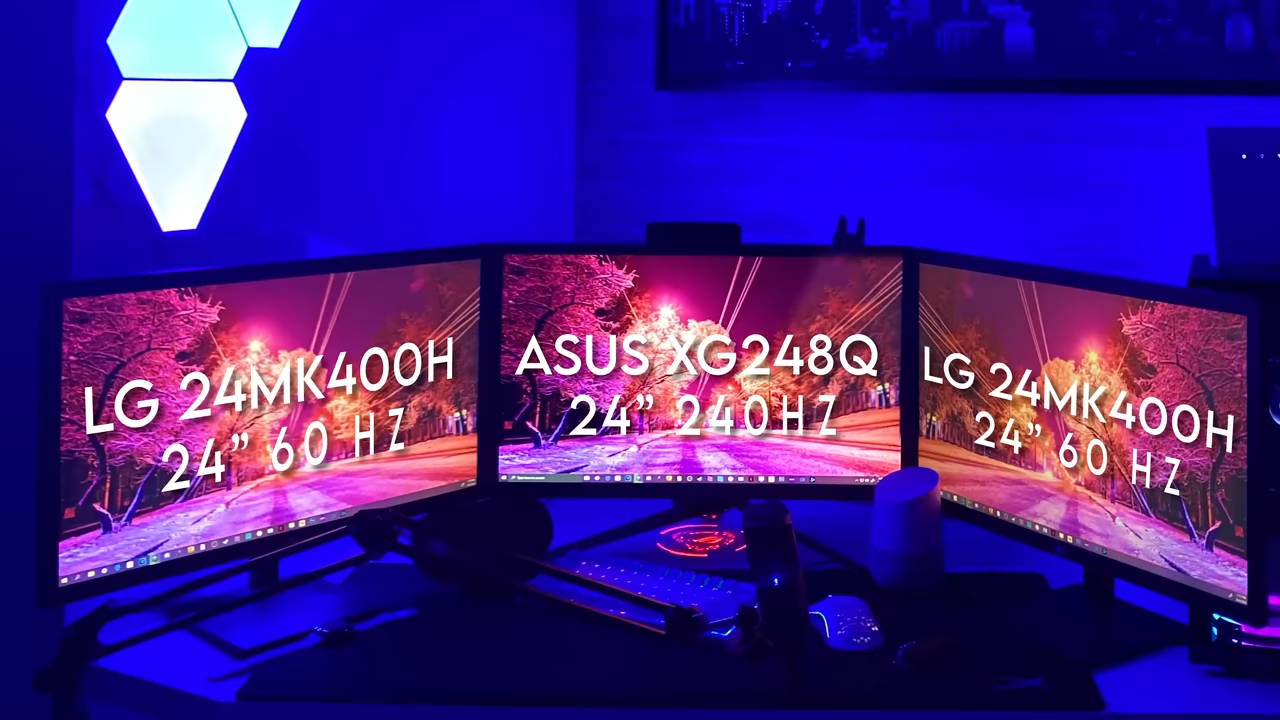 LG 24MK400H
24” 60 HZ
ASUS XG248Q
24” 240HZ
LG 24MK400H
24” 60 HZ